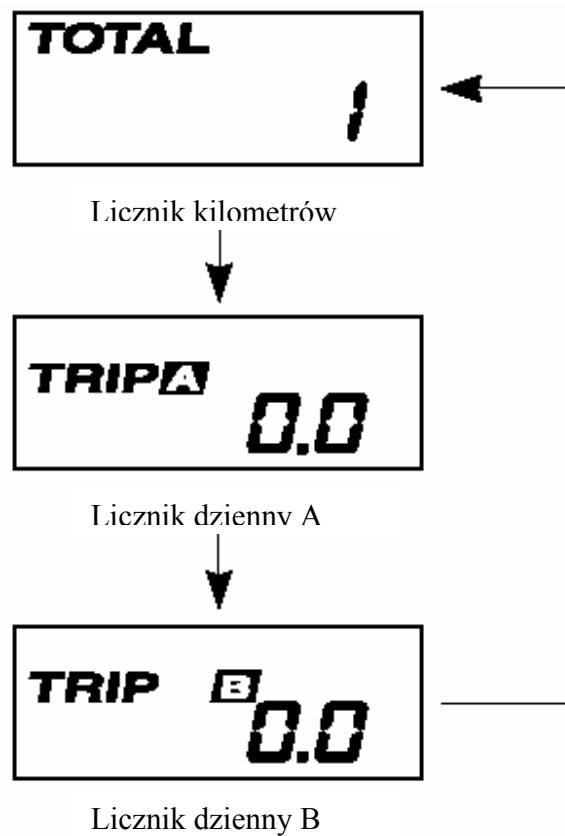 TOTAL
1
Licznik kilometrów
TRIP A
0.0
Licznik dzienny A
TRIP B
0.0
Licznik dzienny B